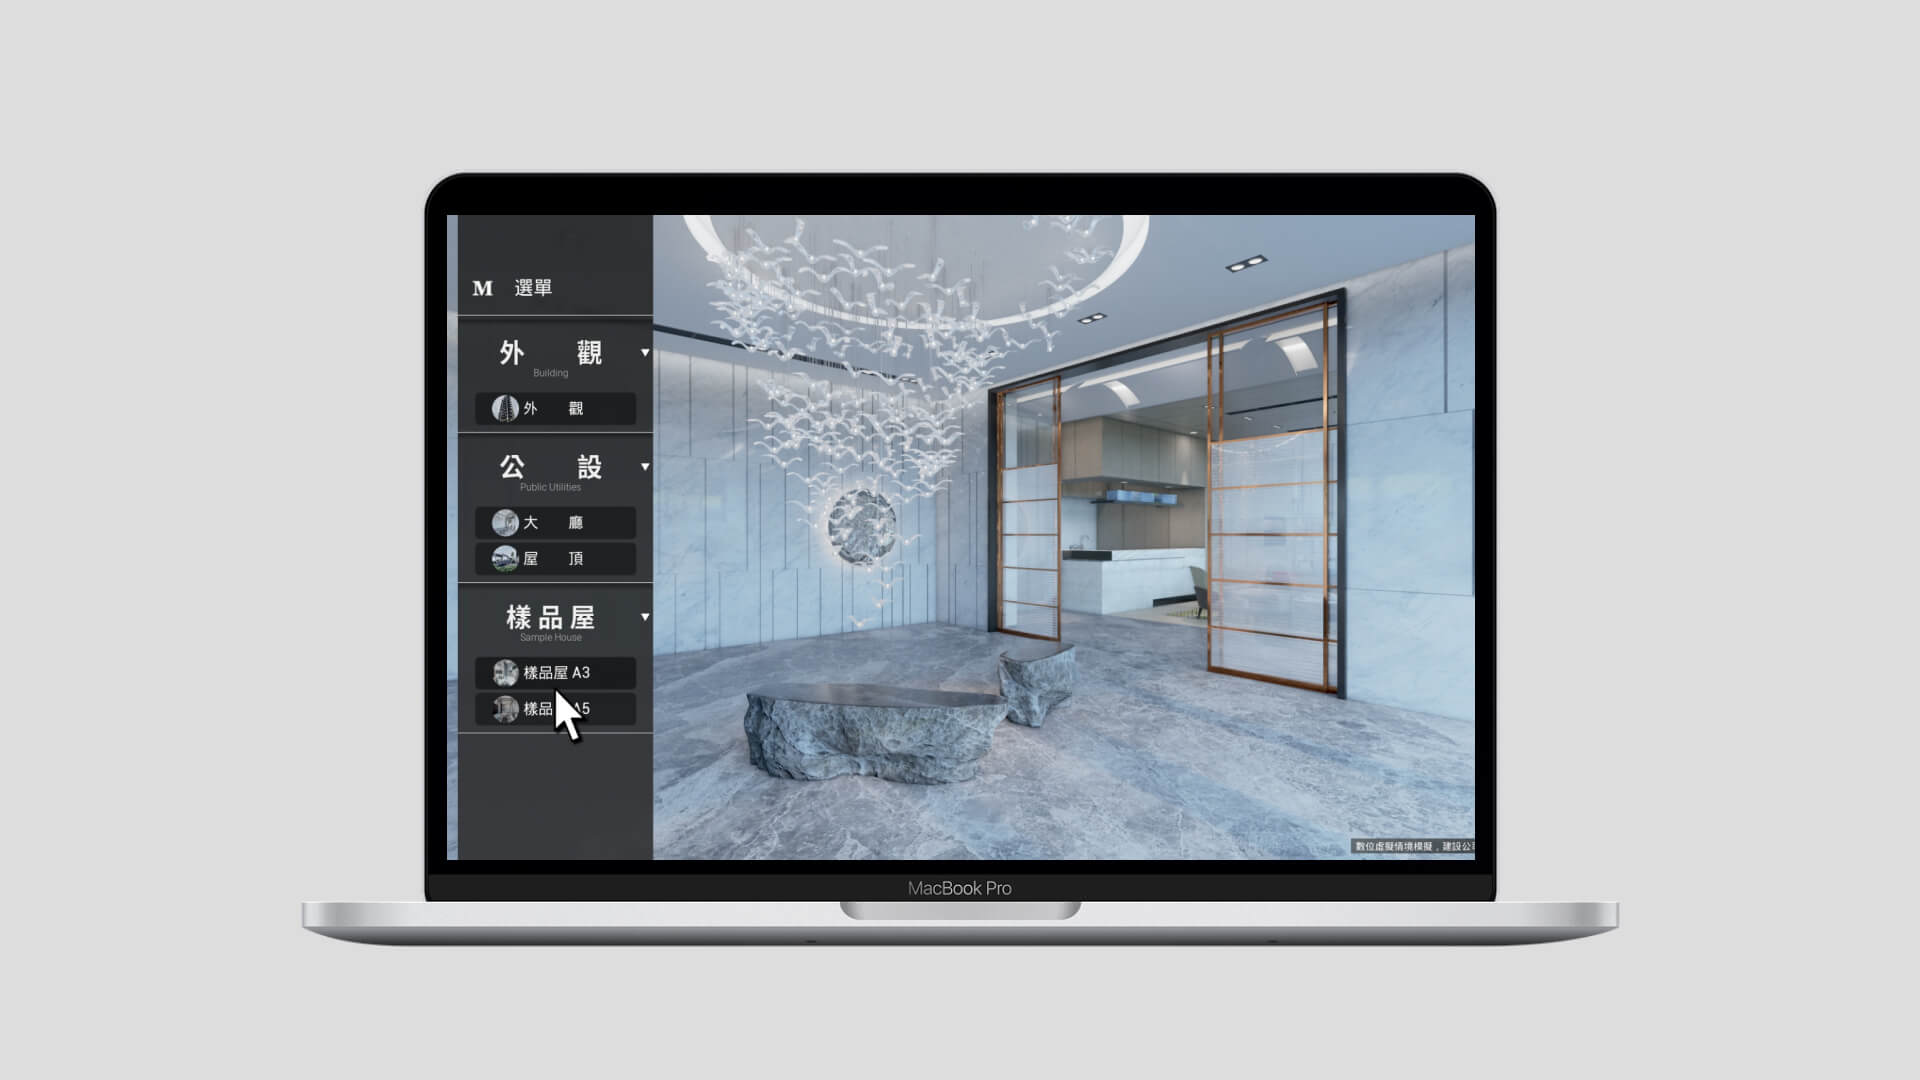 M 選單
外 觀
Building
外 觀
公 設
Public Utilities
大 廳
屋 頂
樣品屋
Sample House
樣品屋 A3
樣品 A5
數位虛擬情境模擬，建設公
MacBook Pro